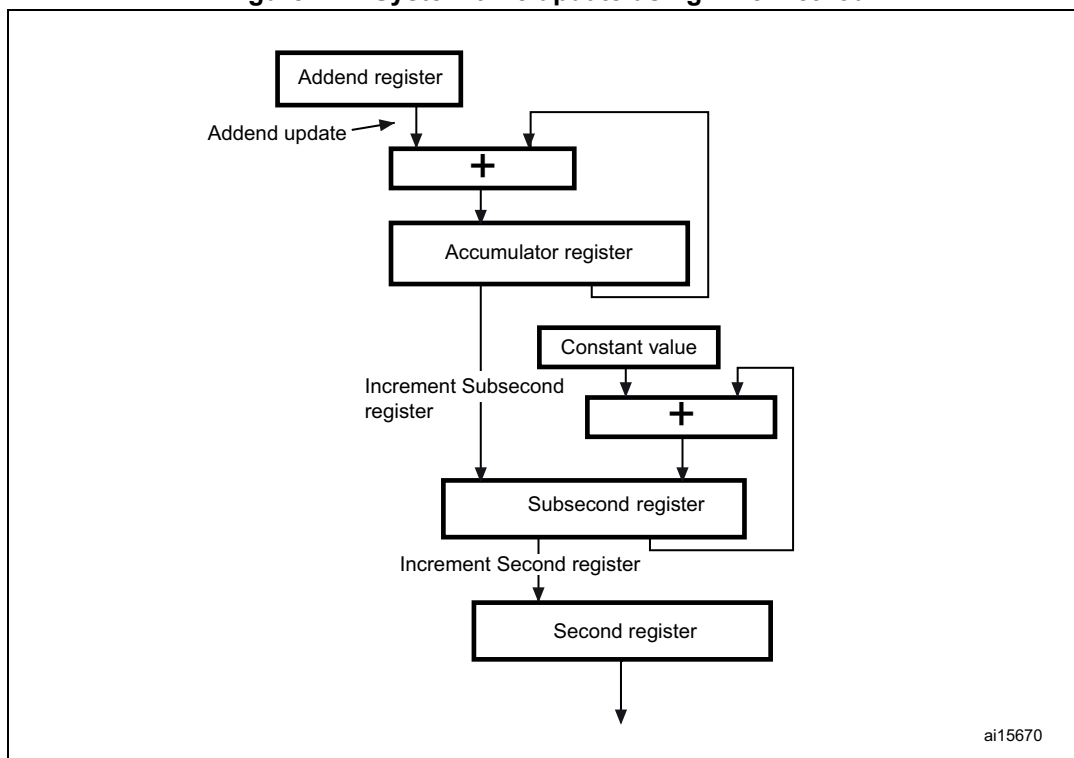 Addend register
Addend update
+
Accumulator register
Constant value
Increment Subsecond
register
+
Subsecond register
Increment Second register
Second register
ai15670